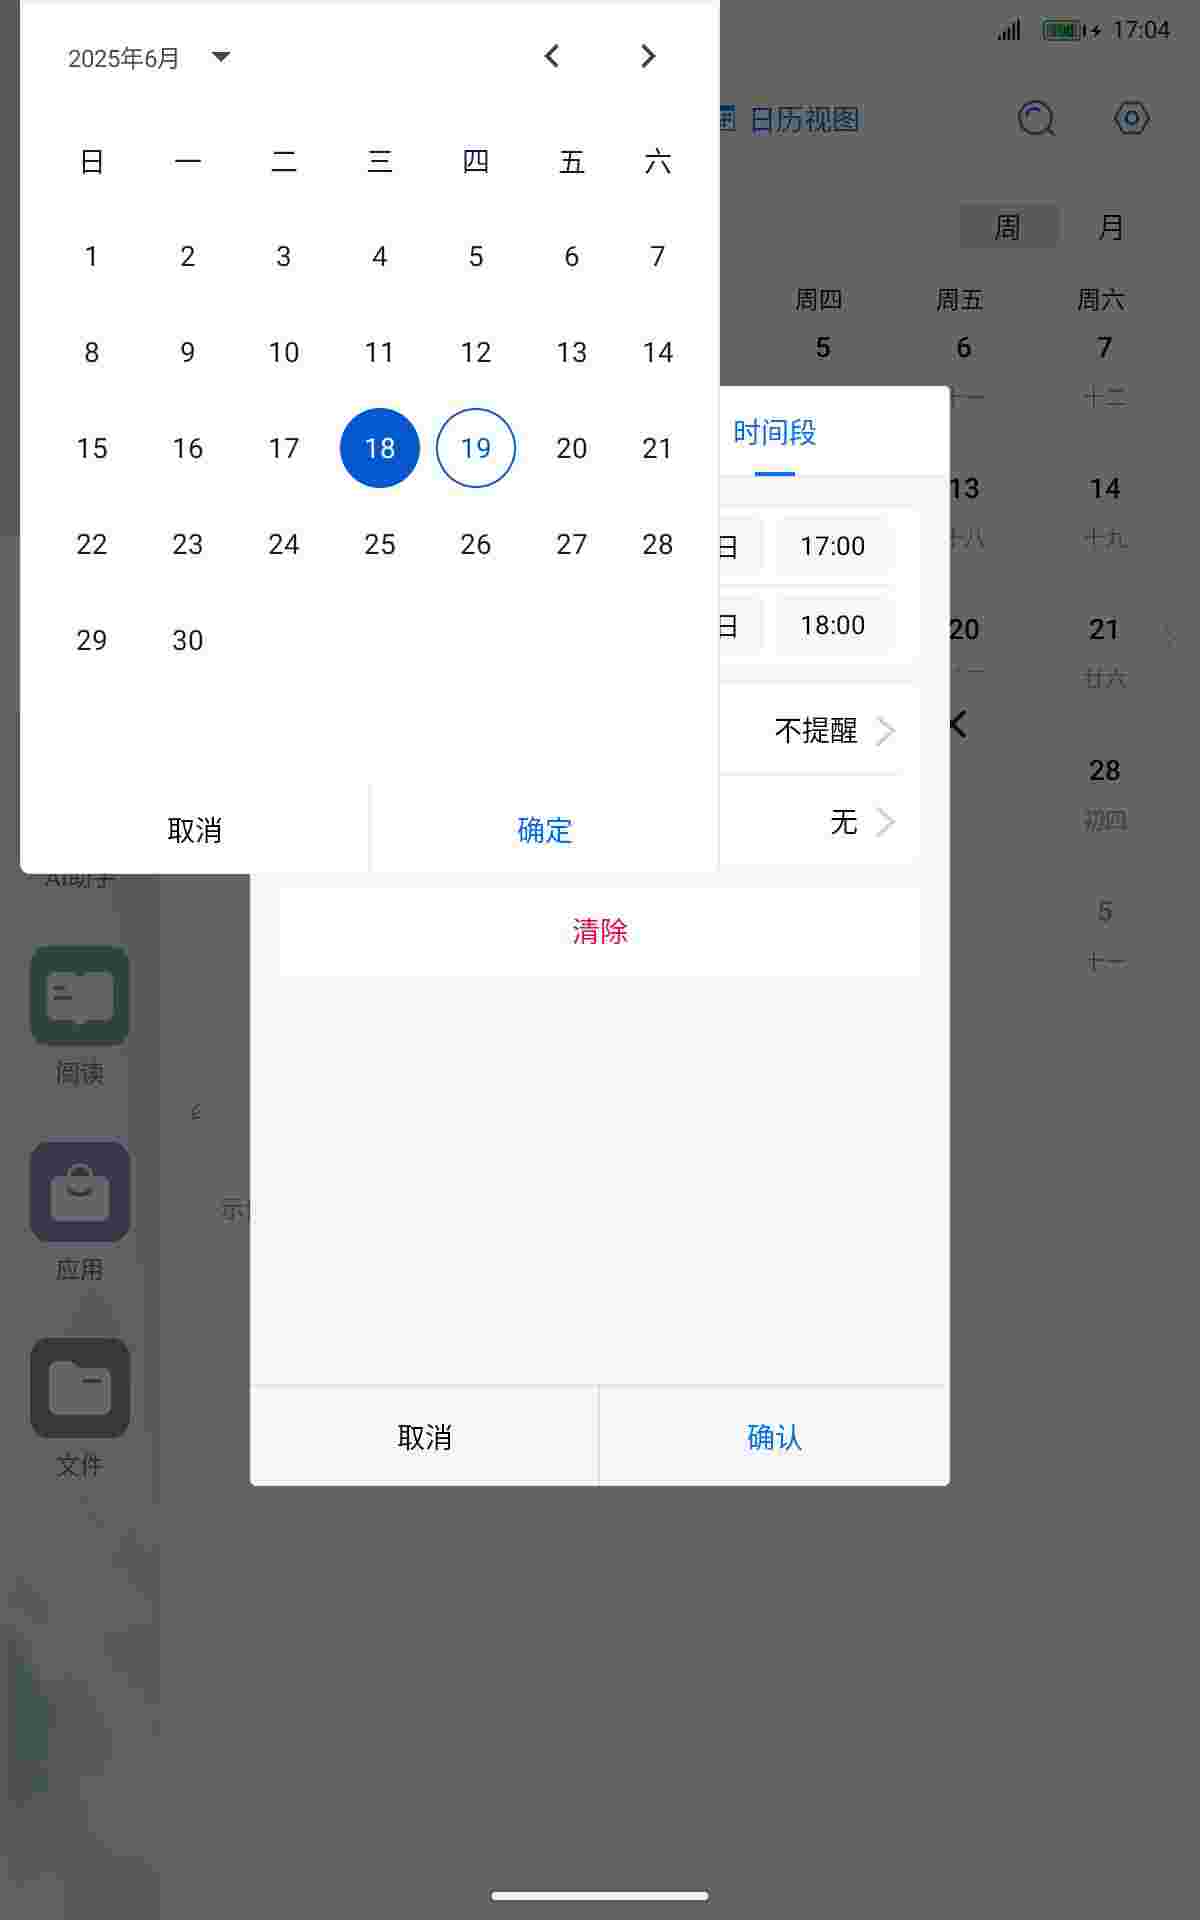 17:04
2025年6月
日历视图
日 一 二 三 四 五 六
周 月
1 2 3 4 5 6 7
周四 周五 周六
5 6 7
8 9 10 11 12 13 14
十一 十二
时间段
15 16 17 18 19 20 21
13 14
十八 十九
日 17:00
22 23 24 25 26 27 28
日 18:00
20 21
29 30
廿六
不提醒
28
无
初四
取消 确定
AI助手
清除
5
十一
阅读
应用
取消 确认
文件